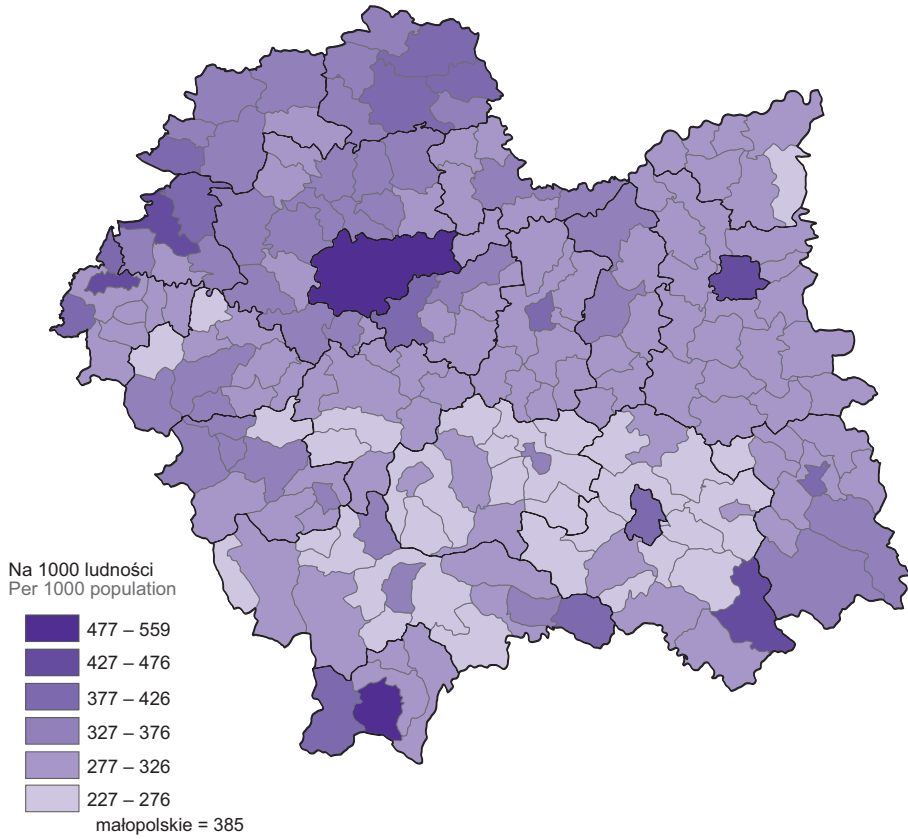 Na 1000 ludności
Per 1000 population
477 – 559
427 – 476
377 – 426
327 – 376
277 – 326
227 – 276
małopolskie = 385